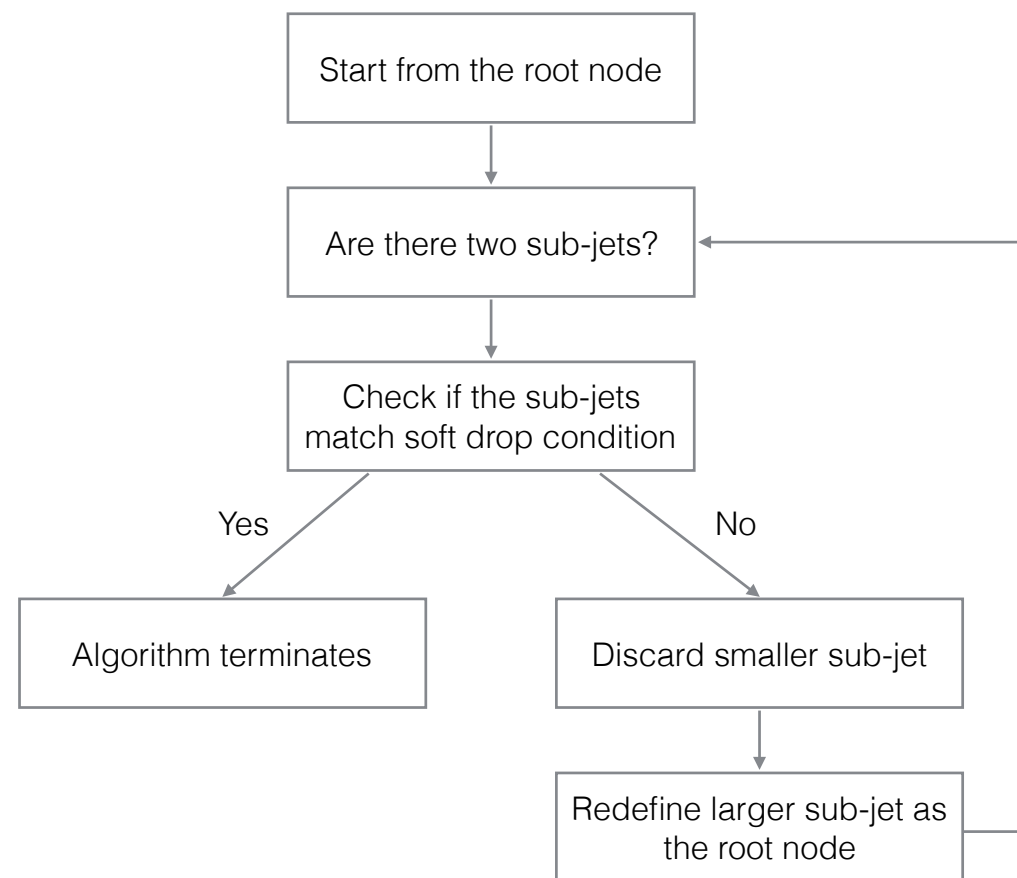 Start from the root node
Are there two sub-jets?
Check if the sub-jets
match soft drop condition
Yes
No
Algorithm terminates
Discard smaller sub-jet
Redefine larger sub-jet as
the root node